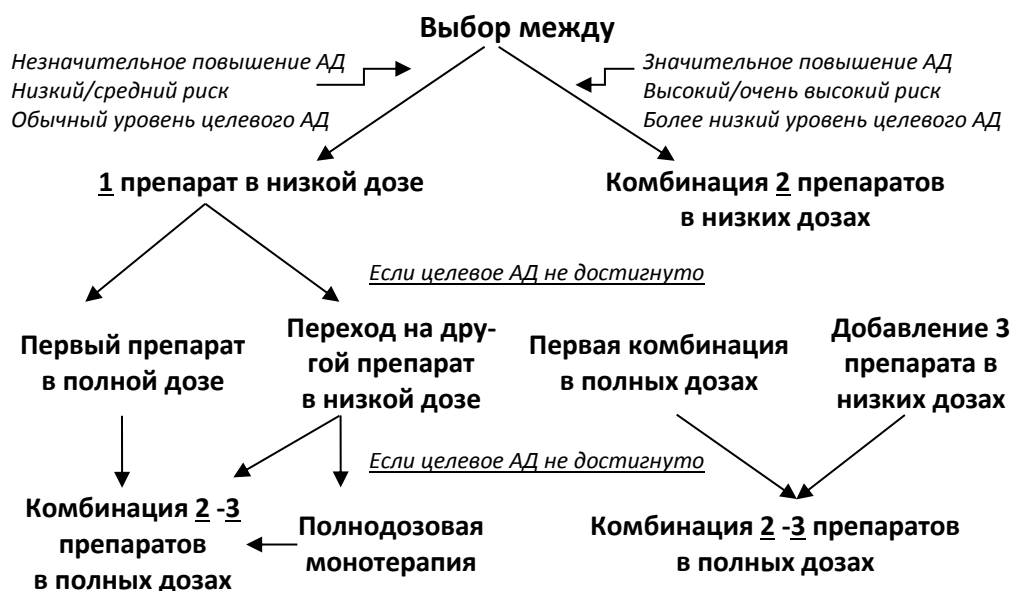 Выбор между
Незначительное повышение АД
Низкий/средний риск
Обычный уровень целевого АД
Значительное повышение АД
Высокий/очень высокий риск
Более низкий уровень целевого АД
1 препарат в низкой дозе
Комбинация 2 препаратов
в низких дозах
Если целевое АД не достигнуто
Первый препарат
в полной дозе
Переход на дру-
гой препарат
в низкой дозе
Первая комбинация
в полных дозах
Добавление 3
препарата в
низких дозах
Если целевое АД не достигнуто
Комбинация 2 -3
препаратов
в полных дозах
Полнодозовая
монотерапия
Комбинация 2 -3 препаратов
в полных дозах